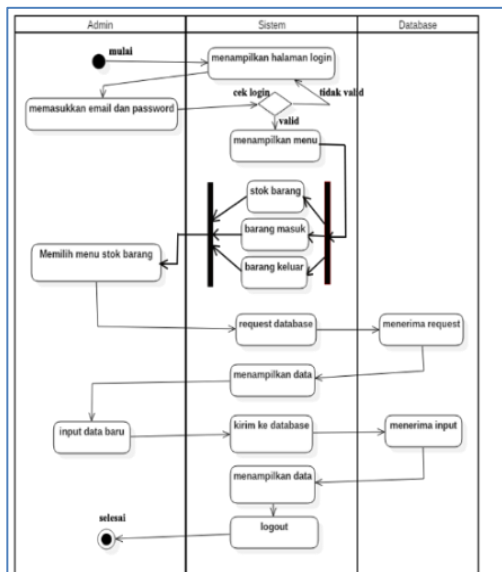 Admin
Sistem
Database
mulai
menampilkan halaman login
cek login
tidak valid
memasukkan email dan password
valid
menampilkan menu
stok barang
barang masuk
Memilih menu stok barang
barang keluar
request database
menerima request
menampilkan data
input data baru
kirim ke database
menerima input
menampilkan data
selesai
logout